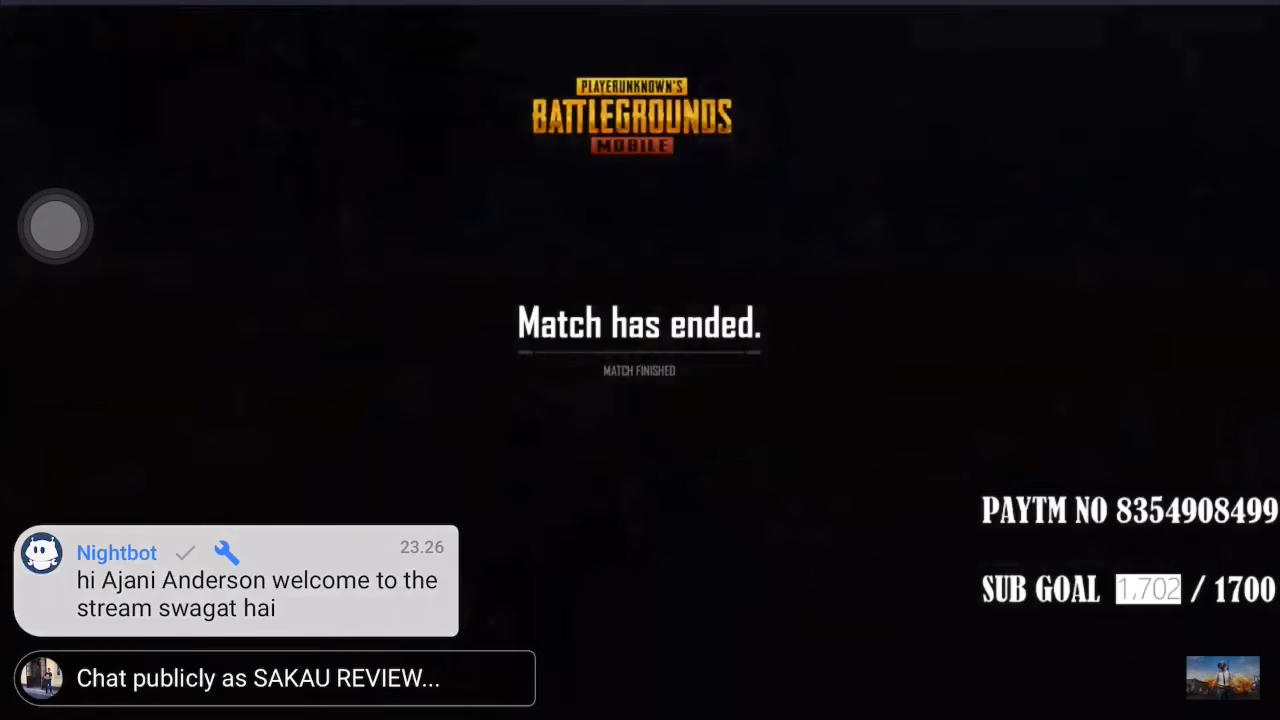 PLAYERUNKNOWN'S
BATTLEGROUNDS
MOBILE
Match has ended.
MATCH FINISHED
PAYTM NO 8354908499
Nightbot 23.26
hi Ajani Anderson welcome to the
stream swagat hai
SUB GOAL 1,702 / 1700
Chat publicly as SAKAU REVIEW...